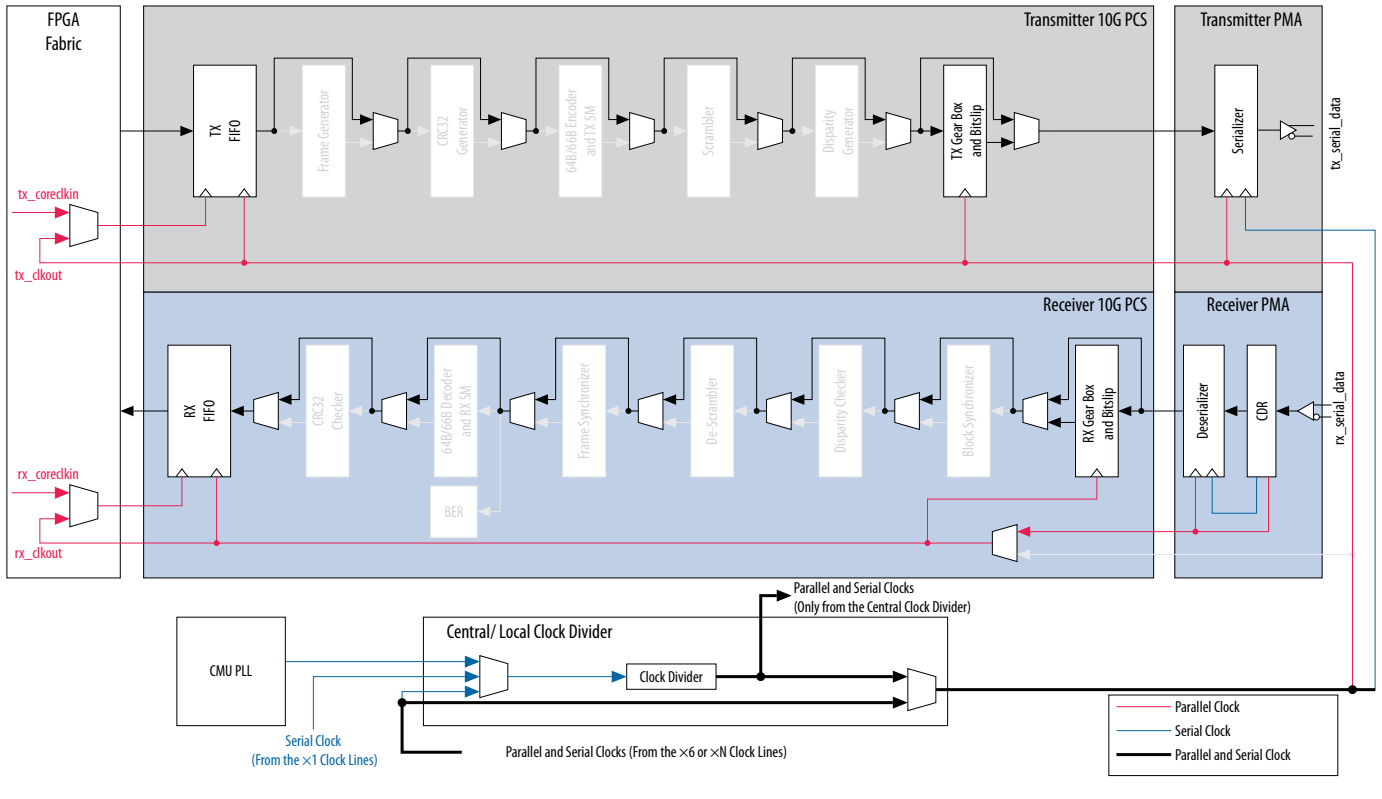 FPGA
Fabric
Transmitter 10G PCS
Transmitter PMA
TX
FIFO
Frame Generator
CRC32
Generator
64B/66B Encoder
and TX SM
Scrambler
Disparity
Generator
TX Gear Box
and Bitslip
Serializer
tx_serial_data
tx_coreclkin
tx_clkout
Receiver 10G PCS
Receiver PMA
RX
FIFO
CRC32
Checker
64B/66B Decoder
and RX SM
Frame Synchronizer
De-Scrambler
Disparity Checker
Block Synchronizer
RX Gear Box
and Bitslip
Deserializer
CDR
rx_serial_data
rx_coreclkin
BER
rx_clkout
Parallel and Serial Clocks
(Only from the Central Clock Divider)
Central/ Local Clock Divider
CMU PLL
Clock Divider
Serial Clock
(From the ×1 Clock Lines)
Parallel and Serial Clocks (From the ×6 or ×N Clock Lines)
Parallel Clock
Serial Clock
Parallel and Serial Clock